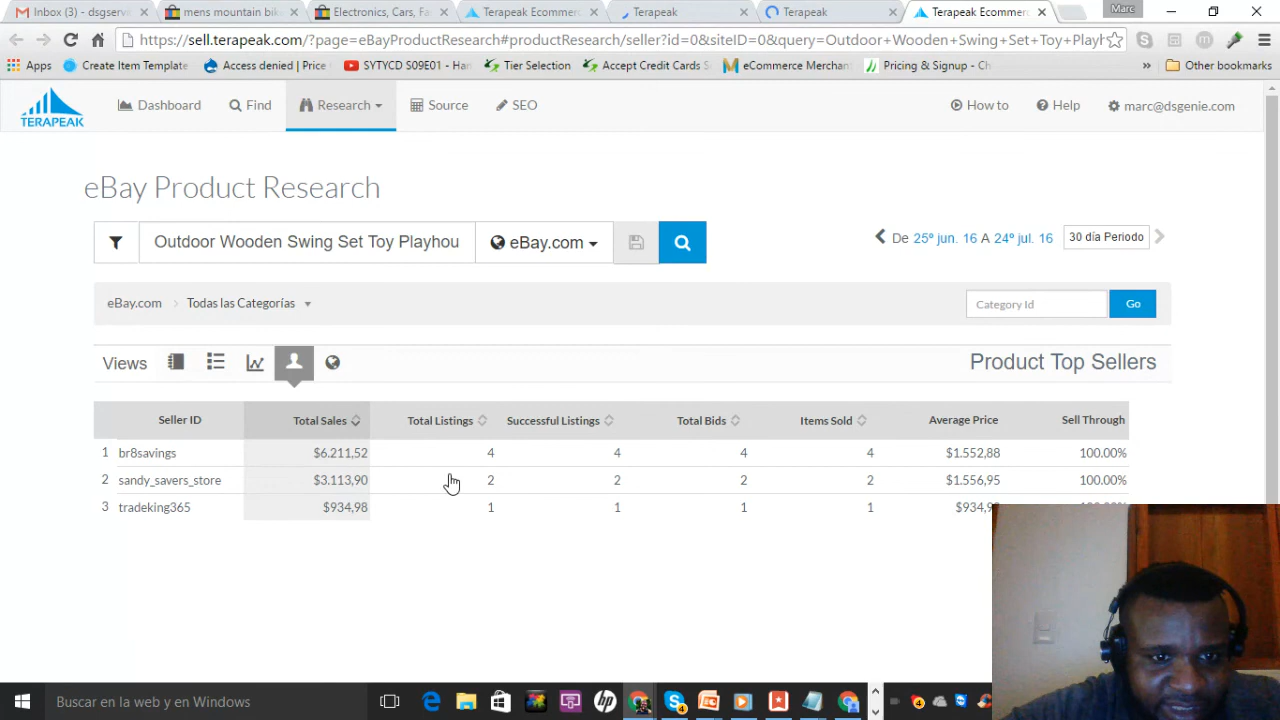 Inbox (3) - dsgserva
mens mountain bik
Electronics, Cars, Fa
Terapeak Ecommerc
Terapeak
Terapeak
Terapeak Ecommerc
Marc
https://sell.terapeak.com/?page=eBayProductResearch#productResearch/seller?id=0&siteID=0&query=Outdoor+Wooden+Swing+Set+Toy+Playh
Apps
Create Item Template
Access denied | Price
SYTYCD S09E01 - Han
Tier Selection
Accept Credit Cards
eCommerce Merchan
Pricing & Signup - Ch
»
Other bookmarks
TERAPEAK
Dashboard
Find
Research
Source
SEO
How to
Help
marc@dsgenie.com
eBay Product Research
Outdoor Wooden Swing Set Toy Playhou
eBay.com
De 25º jun. 16 A 24º jul. 16
30 día Periodo
eBay.com
Todas las Categorías
Category Id
Go
Views
Product Top Sellers
Seller ID Total Sales Total Listings Successful Listings Total Bids Items Sold Average Price Sell Through
1 br8savings $6.211,52 4 4 4 4 $1.552,88 100.00%
2 sandy_savers_store $3.113,90 2 2 2 2 $1.556,95 100.00%
3 tradeking365 $934,98 1 1 1 1
Buscar en la web y en Windows